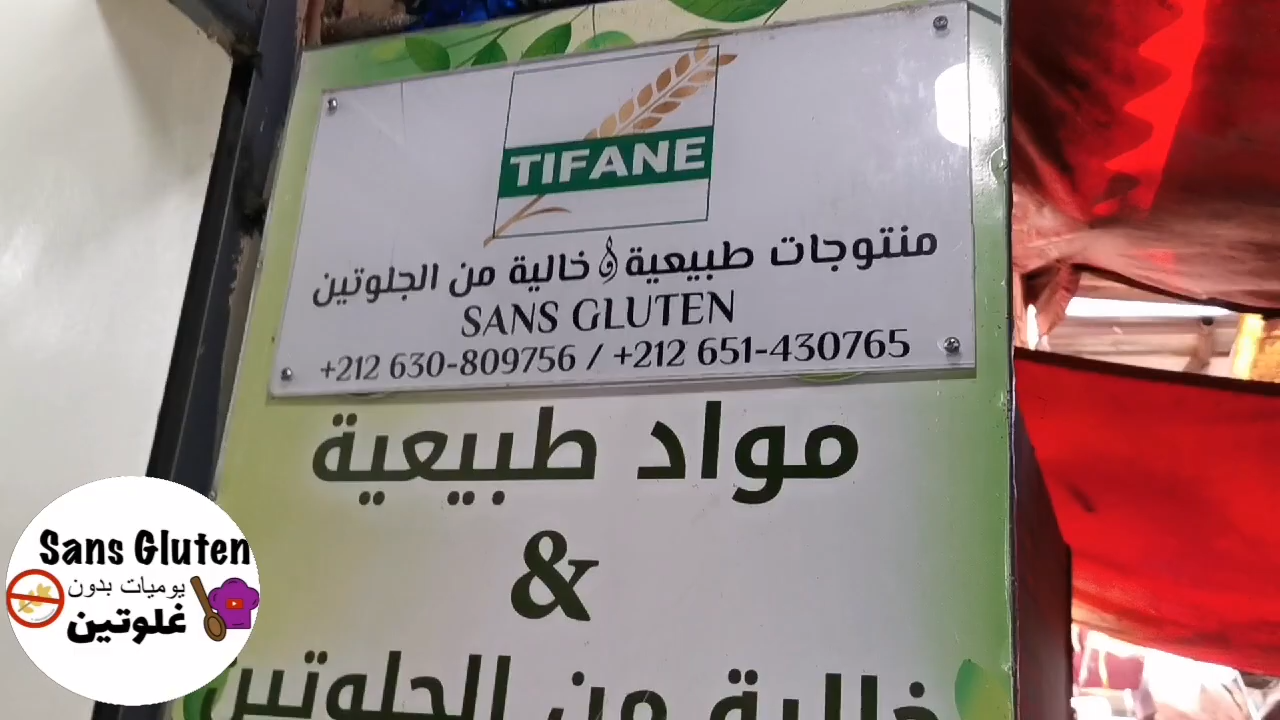 TIFANE
منتوجات طبيعية و خالية من الجلوتين
SANS GLUTEN
+212 630-809756 / +212 651-430765
مواد طبيعية
&
خالية من الجلوتين
Sans Gluten
يوميات بدون
غلوتين